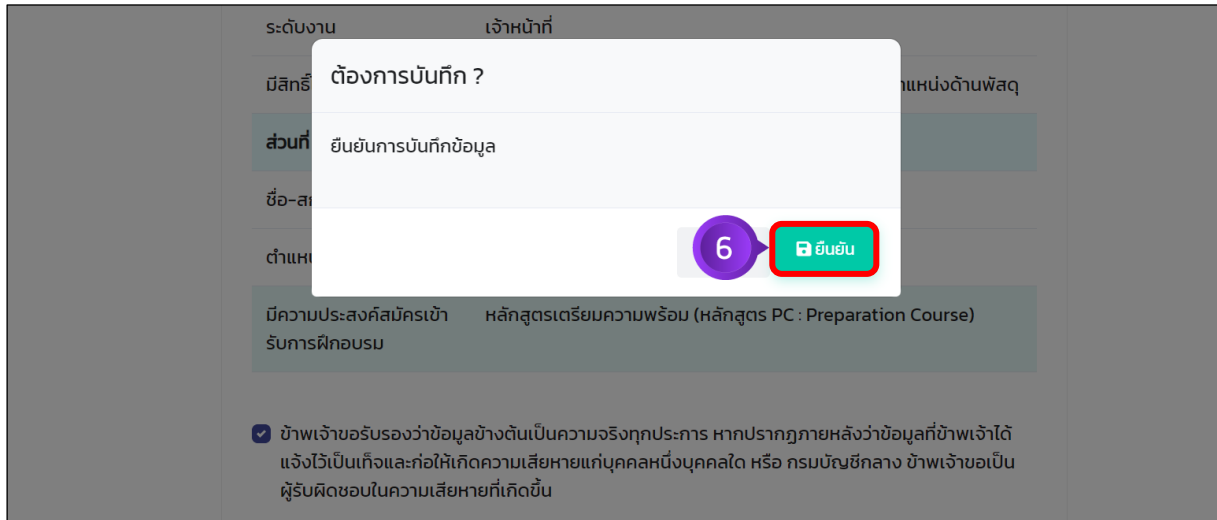 ระดับงาน เจ้าหน้าที่
ต้องการบันทึก ?
มีสิทธิ์ แหน่งด้านพัสดุ
ส่วนที่
ยืนยันการบันทึกข้อมูล
ชื่อ-ส
6 ยืนยัน
ตำแห
มีความประสงค์สมัครเข้า หลักสูตรเตรียมความพร้อม (หลักสูตร PC : Preparation Course)
รับการฝึกอบรม
ข้าพเจ้าขอรับรองว่าข้อมูลข้างต้นเป็นความจริงทุกประการ หากปรากฏภายหลังว่าข้อมูลที่ข้าพเจ้าได้
แจ้งไว้เป็นเท็จและก่อให้เกิดความเสียหายแก่บุคคลหนึ่งบุคคลใด หรือ กรมบัญชีกลาง ข้าพเจ้าขอเป็น
ผู้รับผิดชอบในความเสียหายที่เกิดขึ้น